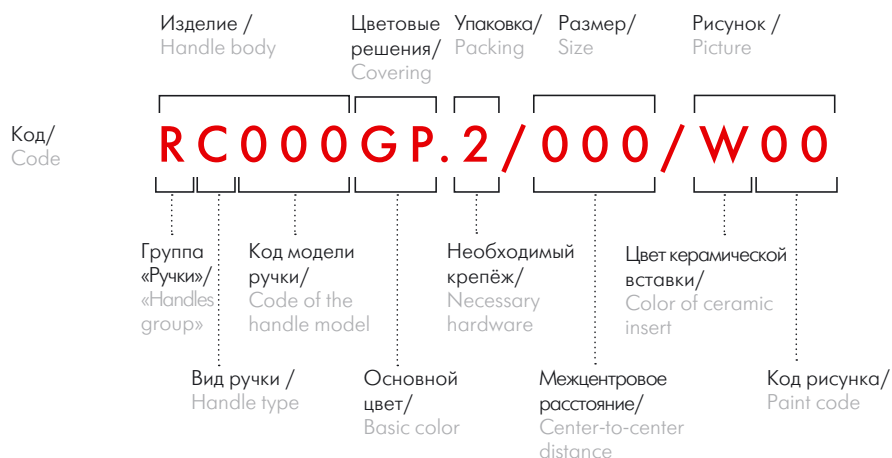 Изделие /
Handle body
Цветовые
решения/
Covering
Упаковка/
Packing
Размер/
Size
Рисунок /
Picture
Код/
Code
RC000GP.2/000/W00
Группа
«Ручки»/
«Handles
group»
Код модели
ручки/
Code of the
handle model
Необходимый
крепёж/
Necessary
hardware
Цвет керамической
вставки/
Color of ceramic
insert
Вид ручки /
Handle type
Основной
цвет/
Basic color
Межцентровое
расстояние/
Center-to-center
distance
Код рисунка/
Paint code